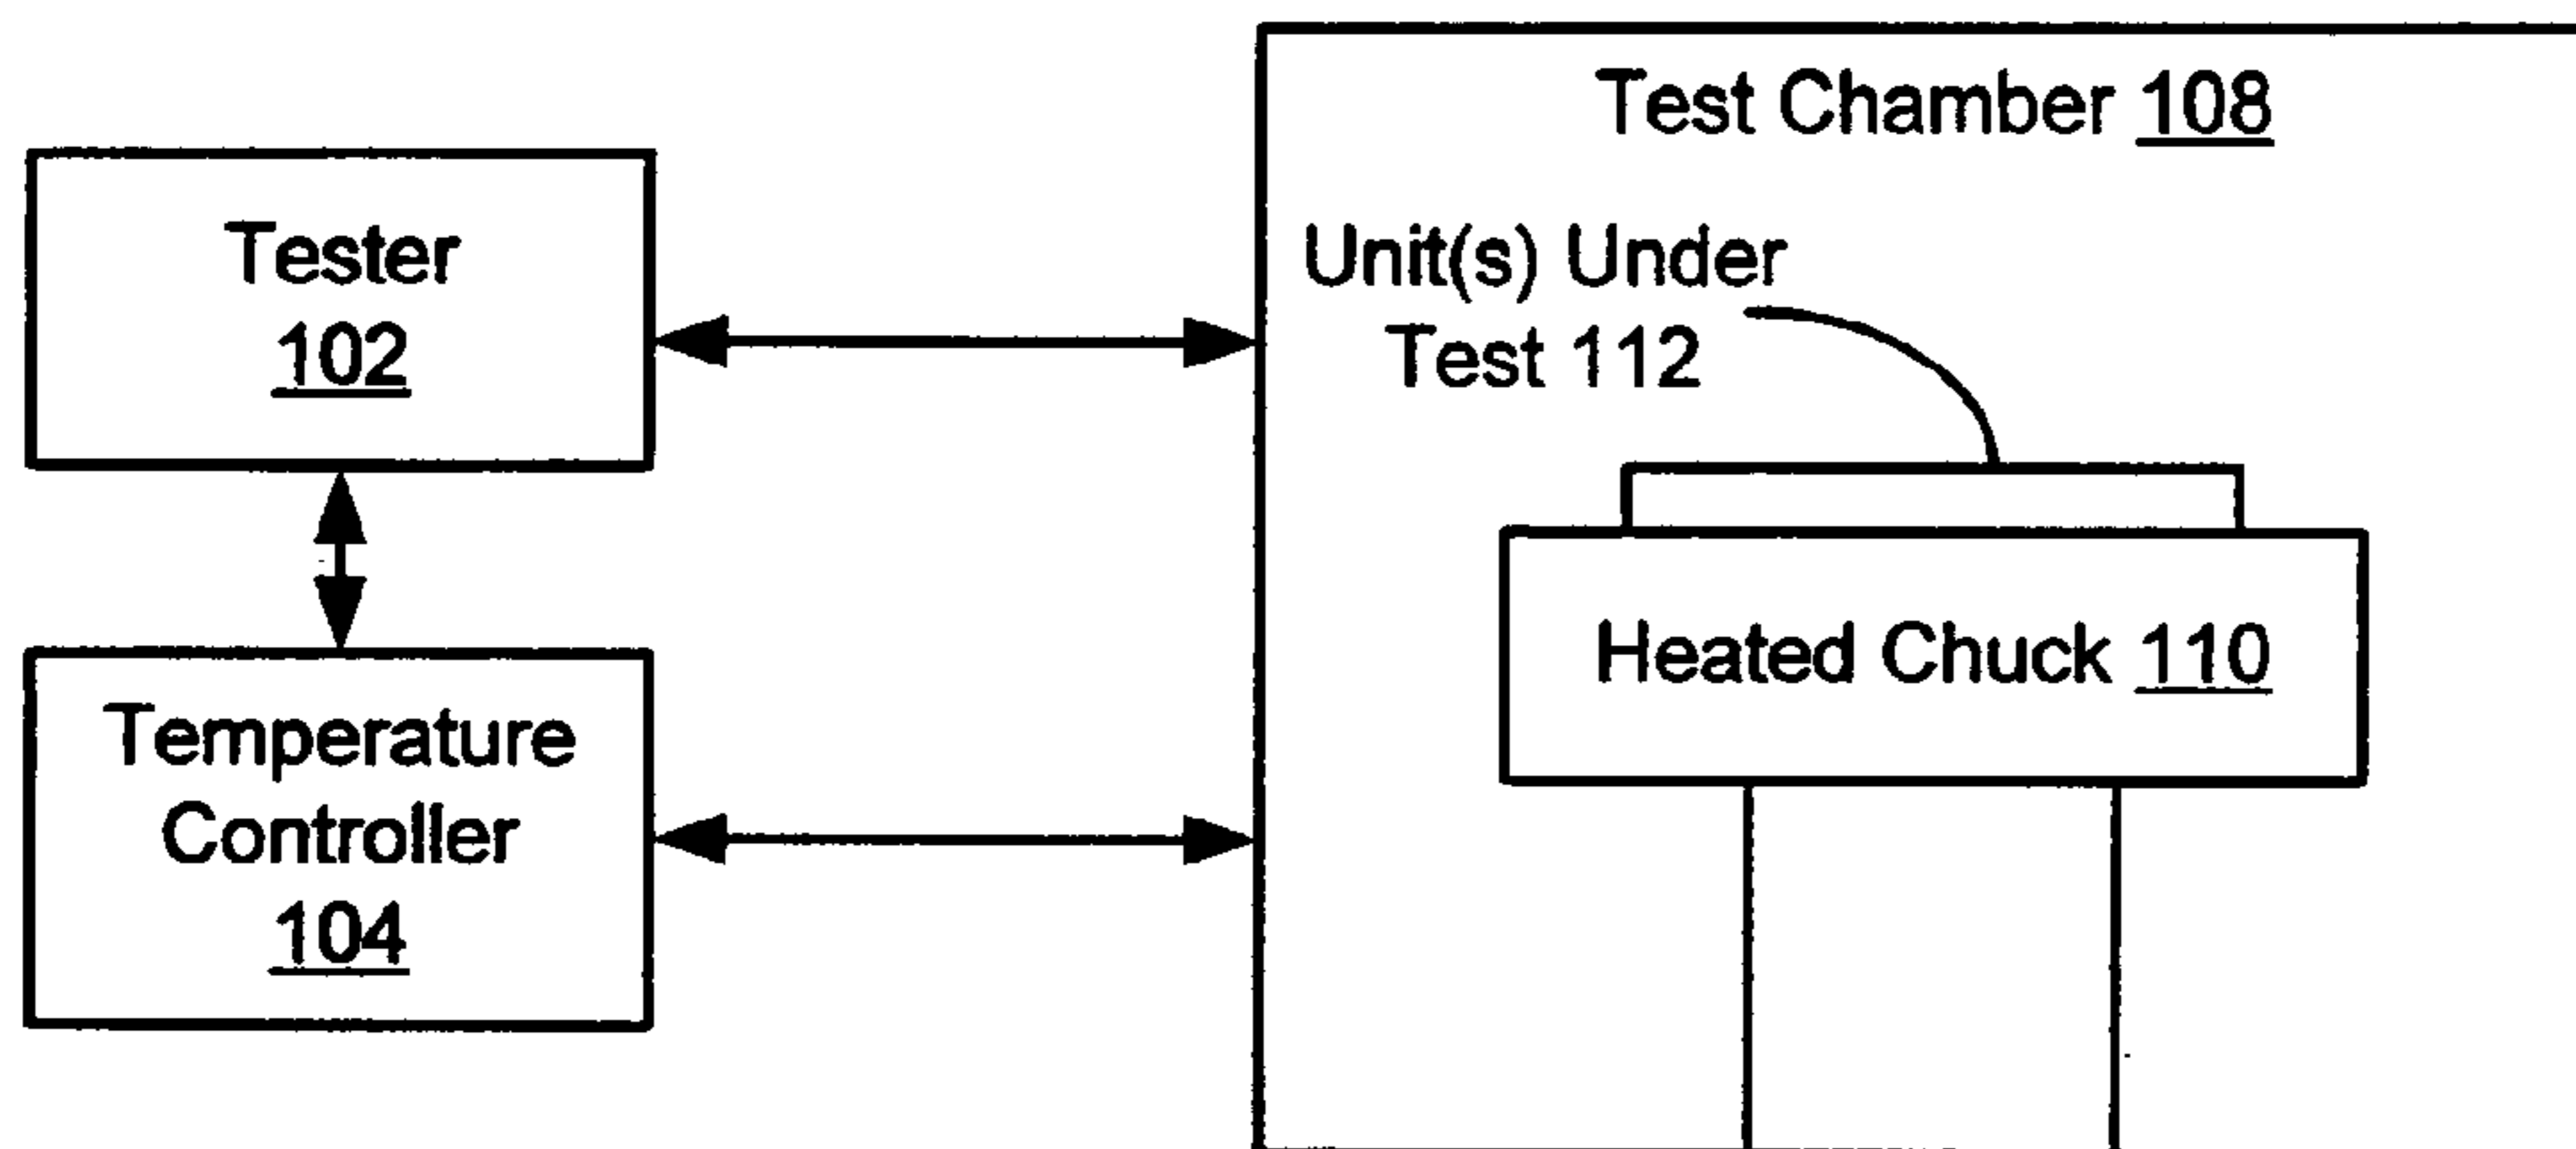 Test Chamber 108
Tester
102
Unit(s) Under
Test 112
Heated Chuck 110
Temperature
Controller
104